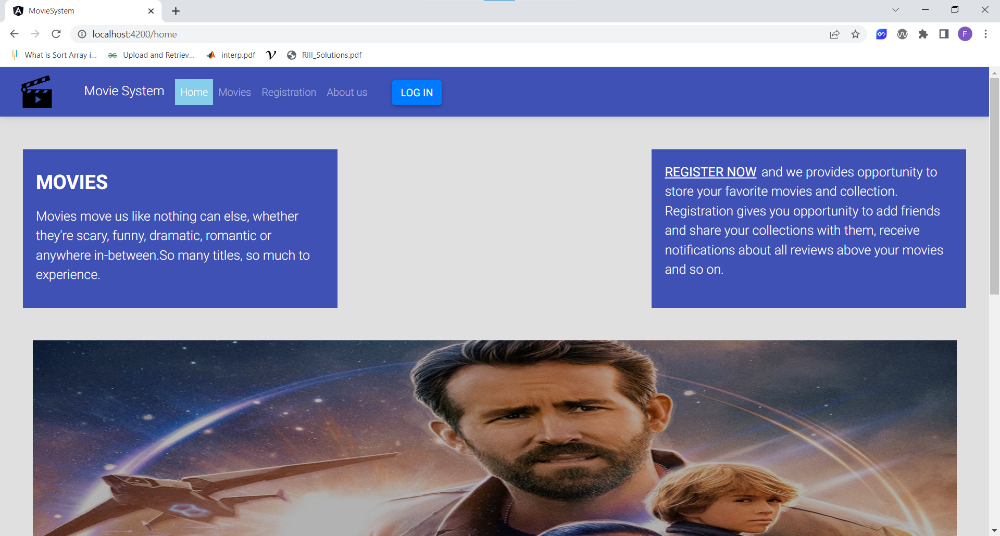 MovieSystem
localhost:4200/home
F
What is Sort Array i...
Upload and Retriev...
interp.pdf
RIII_Solutions.pdf
Movie System
Home
Movies
Registration
About us
LOG IN
MOVIES
Movies move us like nothing can else, whether
they're scary, funny, dramatic, romantic or
anywhere in-between.So many titles, so much to
experience.
REGISTER NOW and we provides opportunity to
store your favorite movies and collection.
Registration gives you opportunity to add friends
and share your collections with them, receive
notifications about all reviews above your movies
and so on.